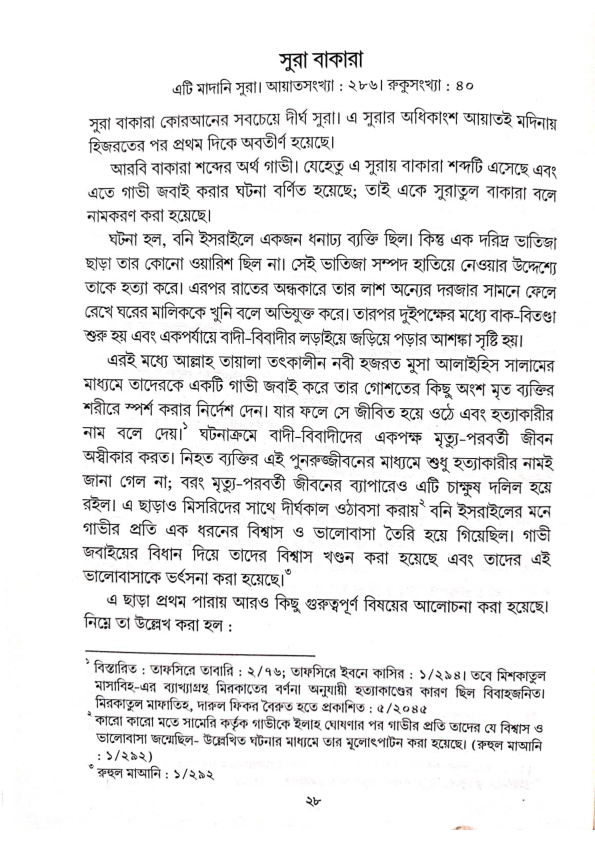 সুরা বাকারা
এটি মাদানি সুরা। আয়াতসংখ্যা : ২৮৬। রুকুসংখ্যা : ৪০
সুরা বাকারা কোরআনের সবচেয়ে দীর্ঘ সুরা। এ সুরার অধিকাংশ আয়াতই মদিনায়
হিজরতের পর প্রথম দিকে অবতীর্ণ হয়েছে।
আরবি বাকারা শব্দের অর্থ গাভী। যেহেতু এ সুরায় বাকারা শব্দটি এসেছে এবং
এতে গাভী জবাই করার ঘটনা বর্ণিত হয়েছে; তাই একে সুরাতুল বাকারা বলে
নামকরণ করা হয়েছে।
ঘটনা হল, বনি ইসরাইলে একজন ধনাঢ্য ব্যক্তি ছিল। কিন্তু এক দরিদ্র ভাতিজা
ছাড়া তার কোনো ওয়ারিশ ছিল না। সেই ভাতিজা সম্পদ হাতিয়ে নেওয়ার উদ্দেশ্যে
তাকে হত্যা করে। এরপর রাতের অন্ধকারে তার লাশ অন্যের দরজার সামনে ফেলে
রেখে ঘরের মালিককে খুনি বলে অভিযুক্ত করে। তারপর দুইপক্ষের মধ্যে বাক-বিতণ্ডা
শুরু হয় এবং একপর্যায়ে বাদী-বিবাদীর লড়াইয়ে জড়িয়ে পড়ার আশঙ্কা সৃষ্টি হয়।
এরই মধ্যে আল্লাহ তায়ালা তৎকালীন নবী হজরত মুসা আলাইহিস সালামের
মাধ্যমে তাদেরকে একটি গাভী জবাই করে তার গোশতের কিছু অংশ মৃত ব্যক্তির
শরীরে স্পর্শ করার নির্দেশ দেন। যার ফলে সে জীবিত হয়ে ওঠে এবং হত্যাকারীর
নাম বলে দেয়।১ ঘটনাক্রমে বাদী-বিবাদীদের একপক্ষ মৃত্যু-পরবর্তী জীবন
অস্বীকার করত। নিহত ব্যক্তির এই পুনরুজ্জীবনের মাধ্যমে শুধু হত্যাকারীর নামই
জানা গেল না; বরং মৃত্যু-পরবর্তী জীবনের ব্যাপারেও এটি চাক্ষুষ দলিল হয়ে
রইল। এ ছাড়াও মিসরিদের সাথে দীর্ঘকাল ওঠাবসা করায়২ বনি ইসরাইলের মনে
গাভীর প্রতি এক ধরনের বিশ্বাস ও ভালোবাসা তৈরি হয়ে গিয়েছিল। গাভী
জবাইয়ের বিধান দিয়ে তাদের বিশ্বাস খণ্ডন করা হয়েছে এবং তাদের এই
ভালোবাসাকে ভর্ৎসনা করা হয়েছে।৩
এ ছাড়া প্রথম পারায় আরও কিছু গুরুত্বপূর্ণ বিষয়ের আলোচনা করা হয়েছে।
নিম্নে তা উল্লেখ করা হল :
১ বিস্তারিত : তাফসিরে তাবারি : ২/৭৬; তাফসিরে ইবনে কাসির : ১/২৯৪। তবে মিশকাতুল
মাসাবিহ-এর ব্যাখ্যাগ্রন্থ মিরকাতের বর্ণনা অনুযায়ী হত্যাকাণ্ডের কারণ ছিল বিবাহজনিত।
মিরকাতুল মাফাতিহ, দারুল ফিকর বৈরুত হতে প্রকাশিত : ৫/২০৪৫
২ কারো কারো মতে সামেরি কর্তৃক গাভীকে ইলাহ ঘোষণার পর গাভীর প্রতি তাদের যে বিশ্বাস ও
ভালোবাসা জন্মেছিল- উল্লেখিত ঘটনার মাধ্যমে তার মূলোৎপাটন করা হয়েছে। (রুহুল মাআনি
: ১/২৯২)
৩ রুহুল মাআনি : ১/২৯২
২৮